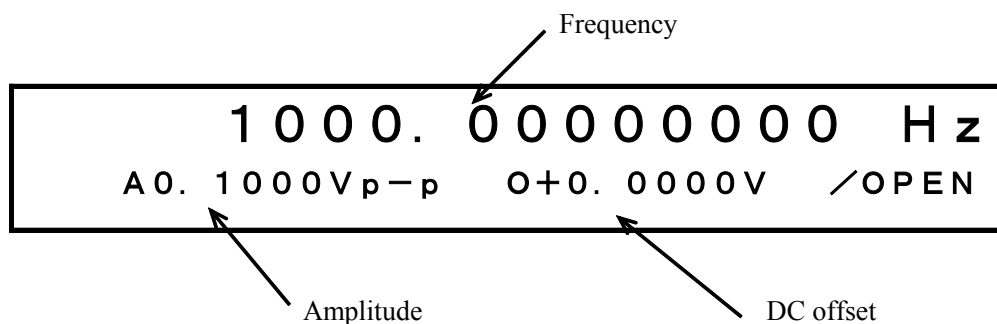 Frequency
1000. 00000000 Hz
A0. 1000Vp-p O+0. 0000V /OPEN
Amplitude DC offset